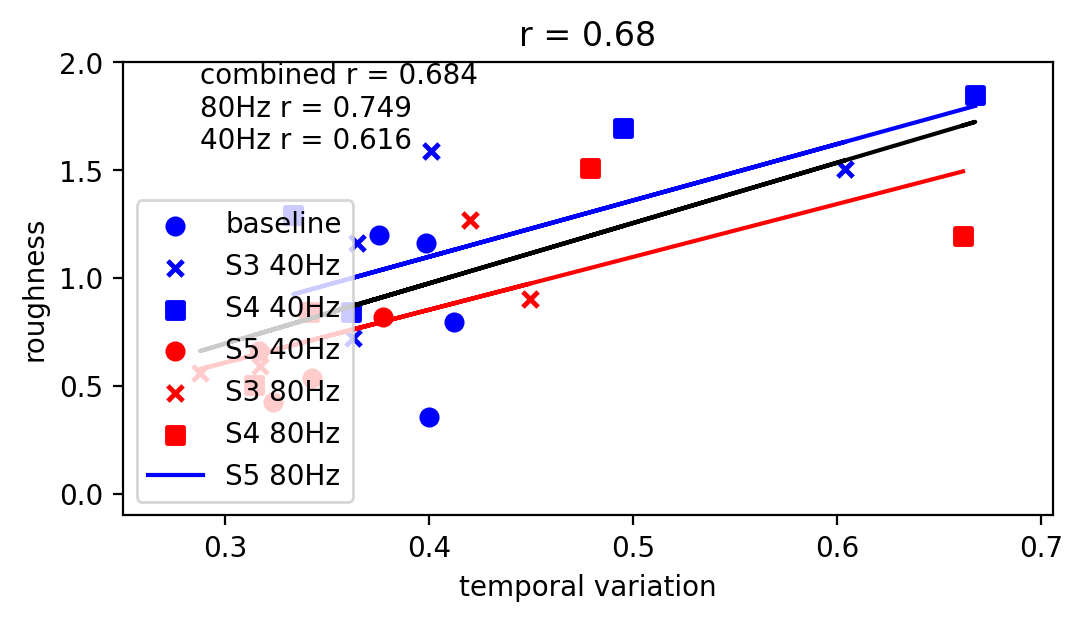 r = 0.68
combined r = 0.684
80Hz r = 0.749
40Hz r = 0.616
baseline
S3 40Hz
S4 40Hz
S5 40Hz
S3 80Hz
S4 80Hz
S5 80Hz
roughness
2.0
1.5
1.0
0.5
0.0
0.3 0.4 0.5 0.6 0.7
temporal variation